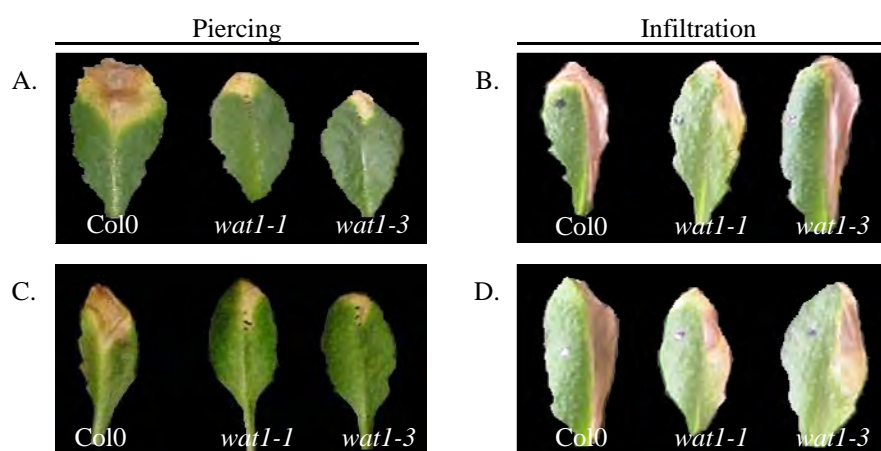 Piercing
Infiltration
A.
Col0 wat1-1 wat1-3
B.
Col0 wat1-1 wat1-3
C.
Col0 wat1-1 wat1-3
D.
Col0 wat1-1 wat1-3